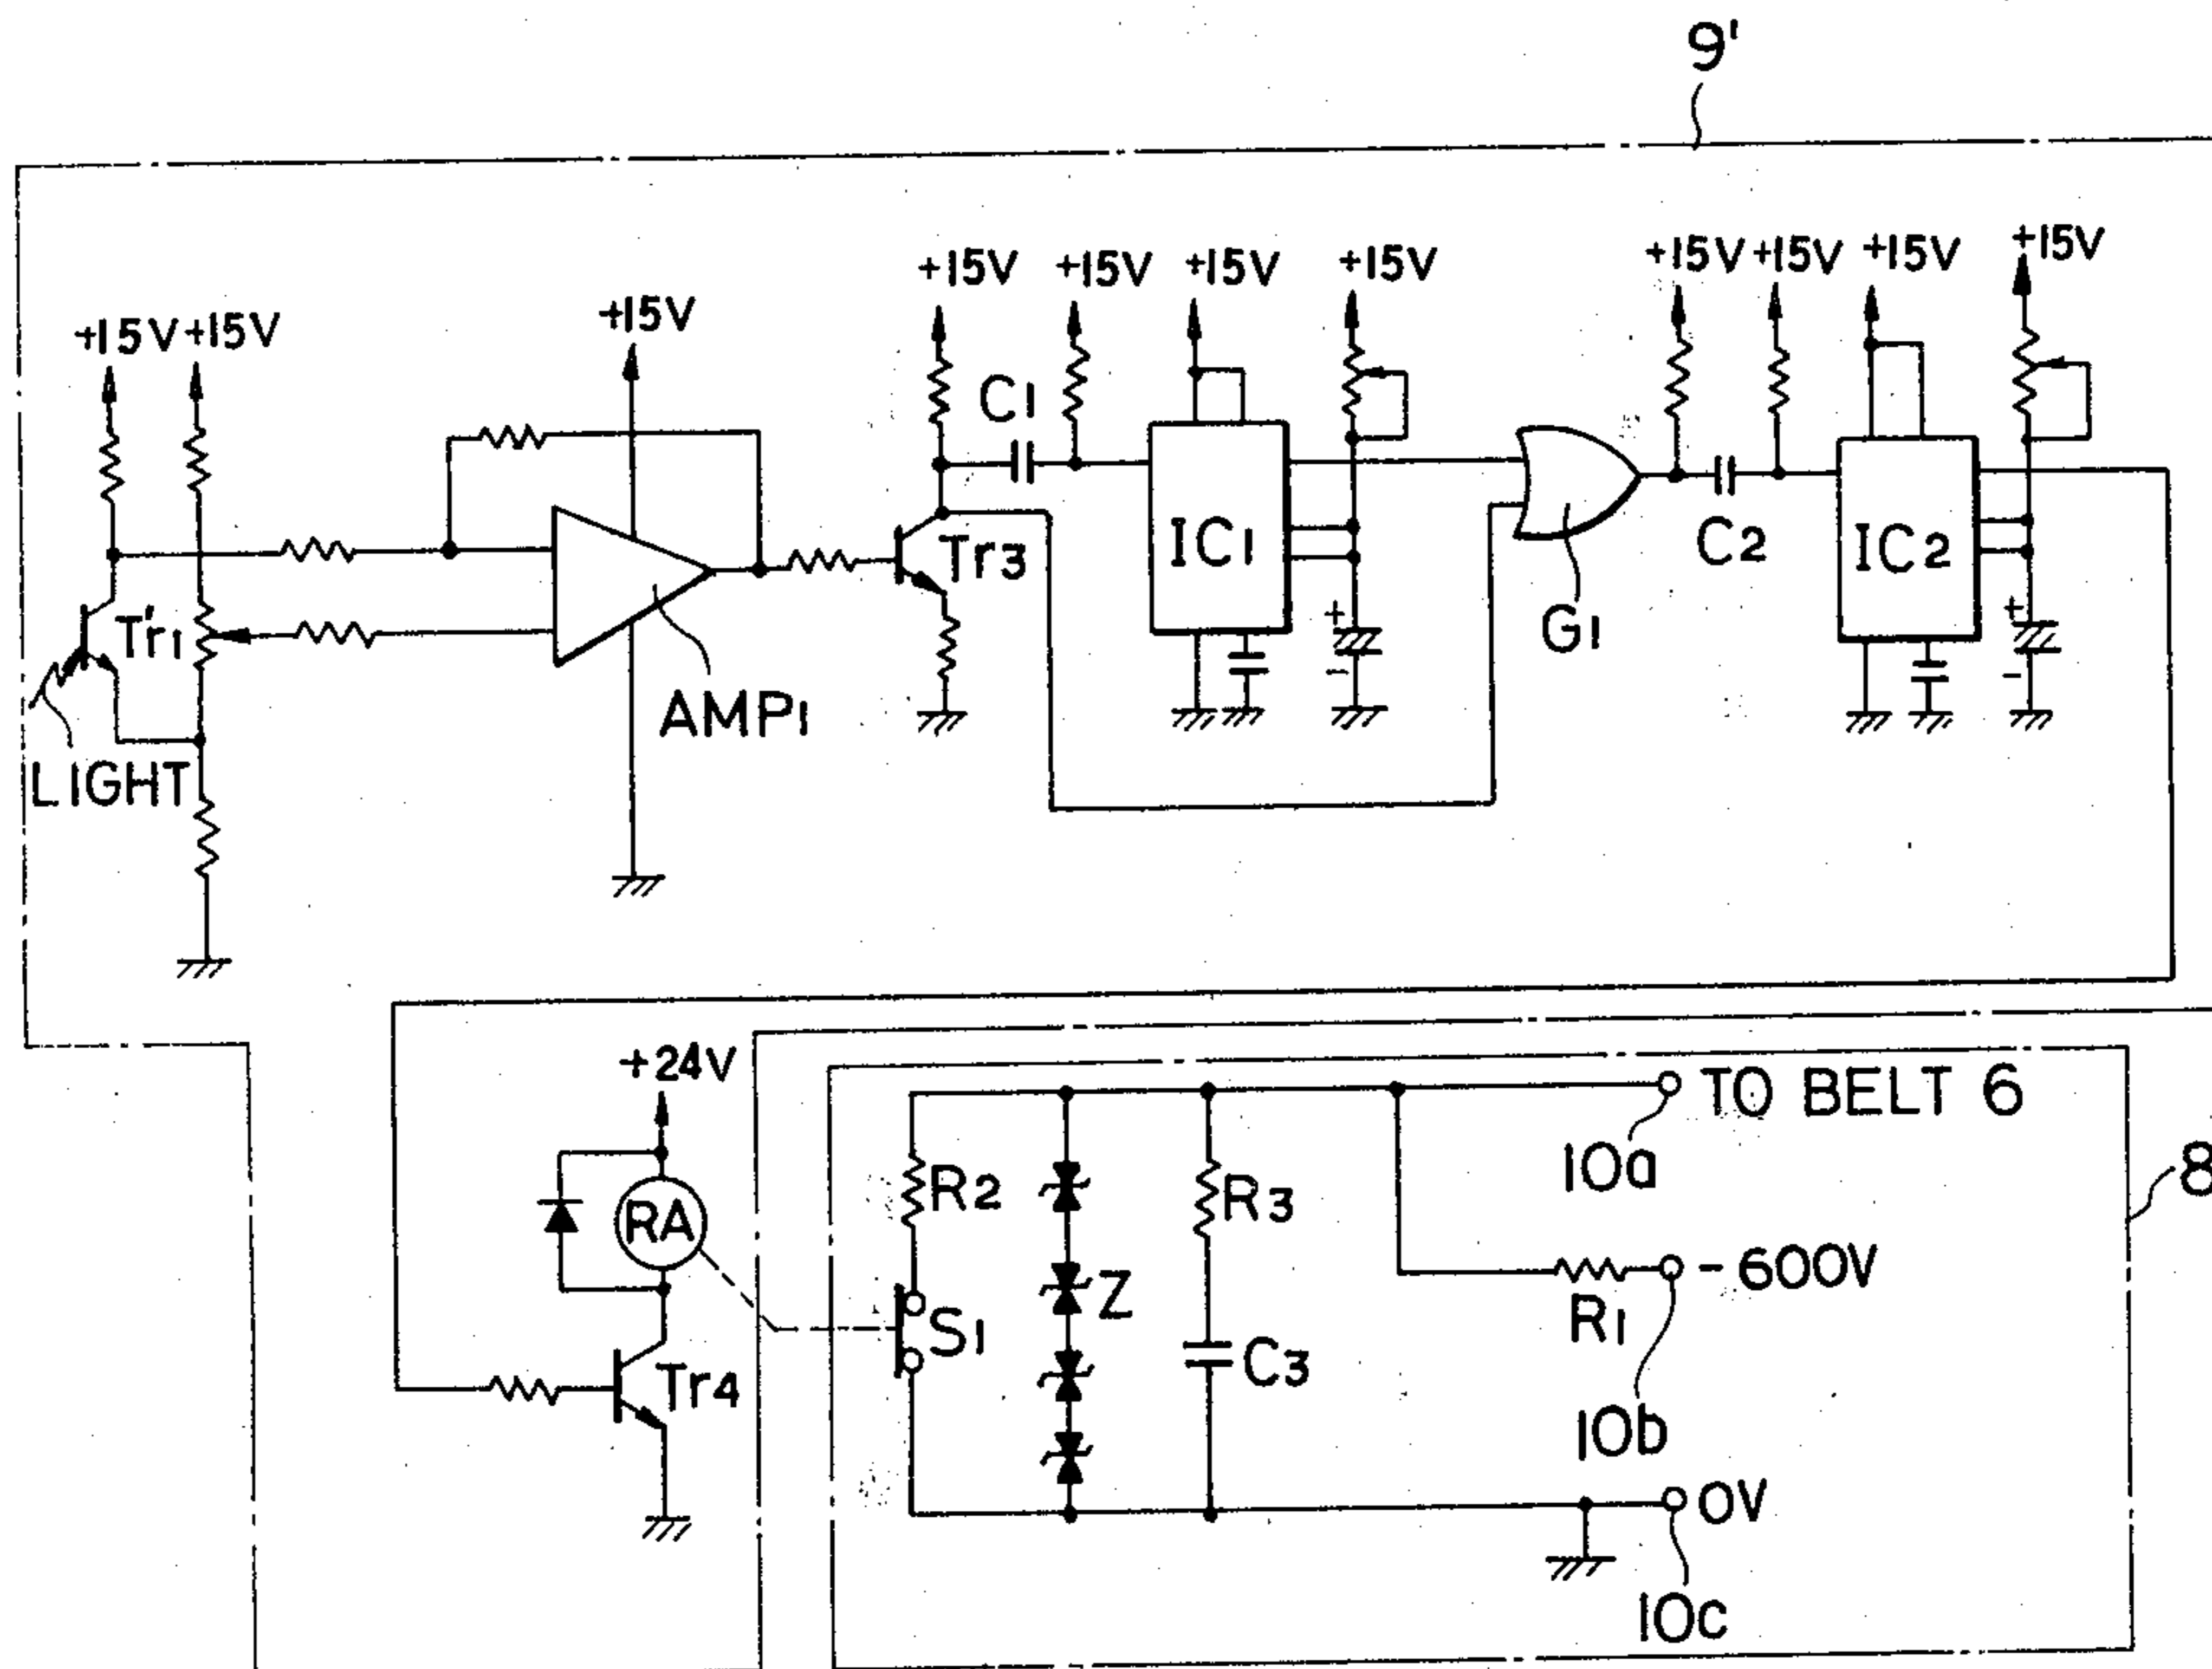 9'
+15V +15V +15V +15V +15V +15V +15V +15V +15V +15V +15V
C1
Tr'1
LIGHT
AMP1
Tr3
IC1
+
-
G1
C2
IC2
+
-
+24V
RA
Tr4
R2
S1
Z
R3
C3
TO BELT 6
10a
8
-600V
R1
10b
0V
10c